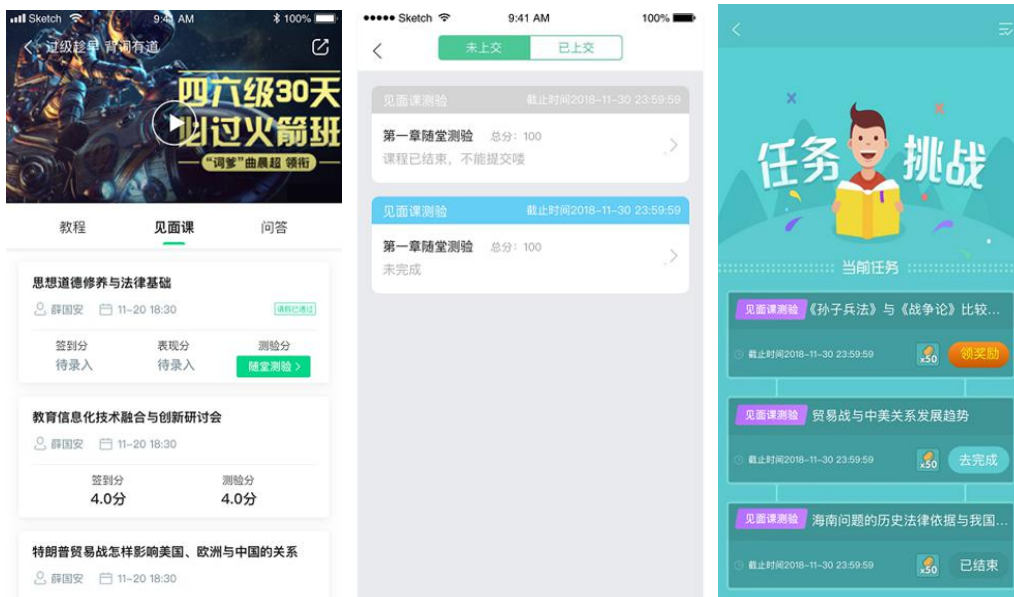 Sketch 9:41 AM 100%
过级趁早 背词有道
四六级30天
必过火箭班
“词爹”曲晨超 领衔
教程 见面课 问答
思想道德修养与法律基础
薛国安 11-20 18:30 请假已通过
签到分 表现分 测验分
待录入 待录入 随堂测验 >
教育信息化技术融合与创新研讨会
薛国安 11-20 18:30
签到分 测验分
4.0分 4.0分
特朗普贸易战怎样影响美国、欧洲与中国的关系
薛国安 11-20 18:30
Sketch 9:41 AM 100%
未上交 已上交
见面课测验 截止时间2018-11-30 23:59:59
第一章随堂测验 总分：100
课程已结束，不能提交喽
见面课测验 截止时间2018-11-30 23:59:59
第一章随堂测验 总分：100
未完成
任务挑战
当前任务
见面课测验 《孙子兵法》与《战争论》比较...
截止时间2018-11-30 23:59:59 x50 领奖励
见面课测验 贸易战与中美关系发展趋势
截止时间2018-11-30 23:59:59 x50 去完成
见面课测验 海南问题的历史法律依据与我国...
截止时间2018-11-30 23:59:59 x50 已结束